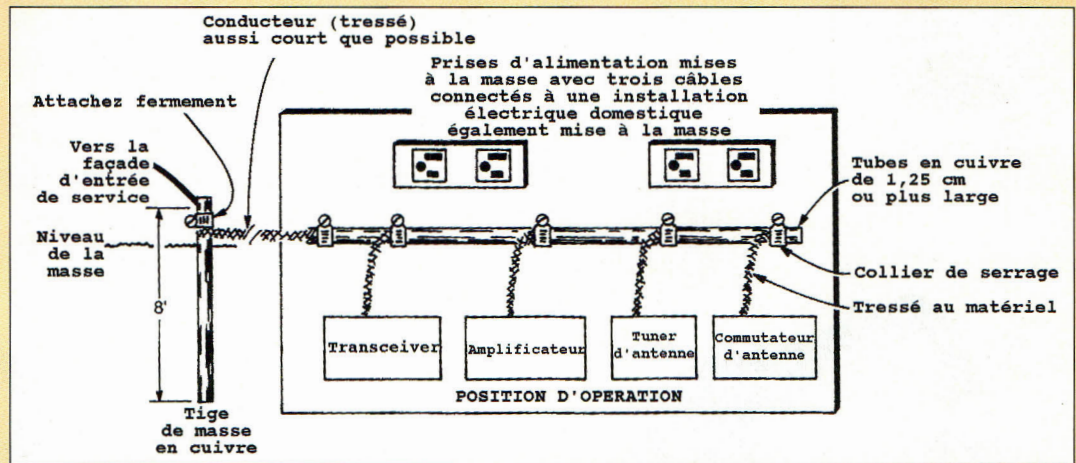 Conducteur (tressé)
aussi court que possible
Prises d'alimentation mises
à la masse avec trois câbles
connectés à une installation
électrique domestique
également mise à la masse
Attachez fermement
Vers la
façade
d'entrée
de service
Tubes en cuivre
de 1,25 cm
ou plus large
Niveau
de la
masse
Collier de serrage
8'
Tressé au matériel
Transceiver
Amplificateur
Tuner
d'antenne
Commutateur
d'antenne
POSITION D'OPERATION
Tige
de masse
en cuivre